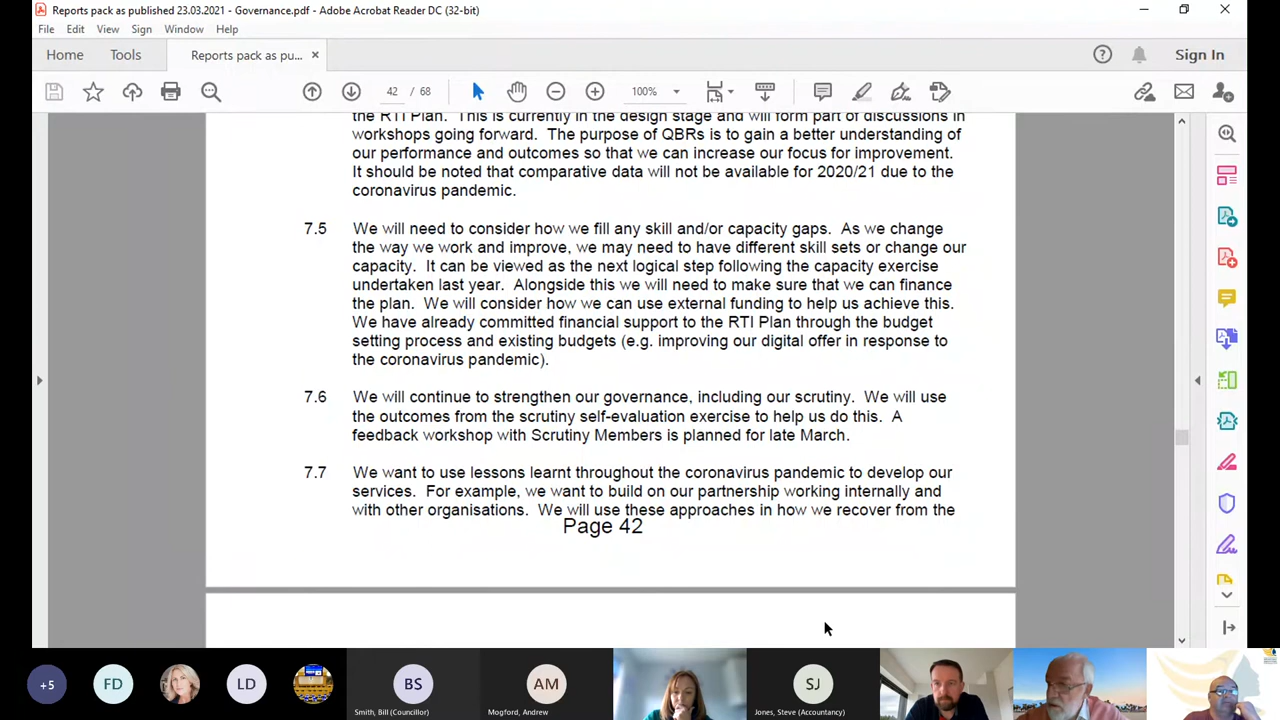 Reports pack as published 23.03.2021 - Governance.pdf - Adobe Acrobat Reader DC (32-bit)
File Edit View Sign Window Help
Home Tools Reports pack as pu... × Sign In
42 / 68 100%
the RTI Plan. This is currently in the design stage and will form part of discussions in
workshops going forward. The purpose of QBRs is to gain a better understanding of
our performance and outcomes so that we can increase our focus for improvement.
It should be noted that comparative data will not be available for 2020/21 due to the
coronavirus pandemic.
7.5 We will need to consider how we fill any skill and/or capacity gaps. As we change
the way we work and improve, we may need to have different skill sets or change our
capacity. It can be viewed as the next logical step following the capacity exercise
undertaken last year. Alongside this we will need to make sure that we can finance
the plan. We will consider how we can use external funding to help us achieve this.
We have already committed financial support to the RTI Plan through the budget
setting process and existing budgets (e.g. improving our digital offer in response to
the coronavirus pandemic).
7.6 We will continue to strengthen our governance, including our scrutiny. We will use
the outcomes from the scrutiny self-evaluation exercise to help us do this. A
feedback workshop with Scrutiny Members is planned for late March.
7.7 We want to use lessons learnt throughout the coronavirus pandemic to develop our
services. For example, we want to build on our partnership working internally and
with other organisations. We will use these approaches in how we recover from the
Page 42
+5 FD LD BS AM SJ
Smith, Bill (Councillor) Mogford, Andrew Jones, Steve (Accountancy)